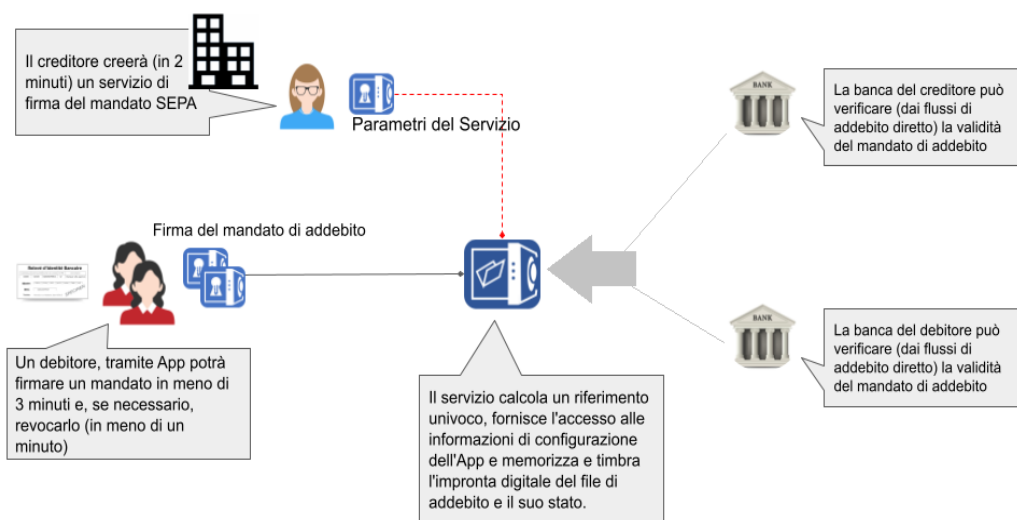 Il creditore creerà (in 2
minuti) un servizio di
firma del mandato SEPA
Parametri del Servizio
BANK
La banca del creditore può
verificare (dai flussi di
addebito diretto) la validità
del mandato di addebito
Firma del mandato di addebito
Relevé d'Identité Bancaire
SPECIMEN
Un debitore, tramite App potrà
firmare un mandato in meno di
3 minuti e, se necessario,
revocarlo (in meno di un
minuto)
Il servizio calcola un riferimento
univoco, fornisce l'accesso alle
informazioni di configurazione
dell'App e memorizza e timbra
l'impronta digitale del file di
addebito e il suo stato.
BANK
La banca del debitore può
verificare (dai flussi di
addebito diretto) la validità
del mandato di addebito